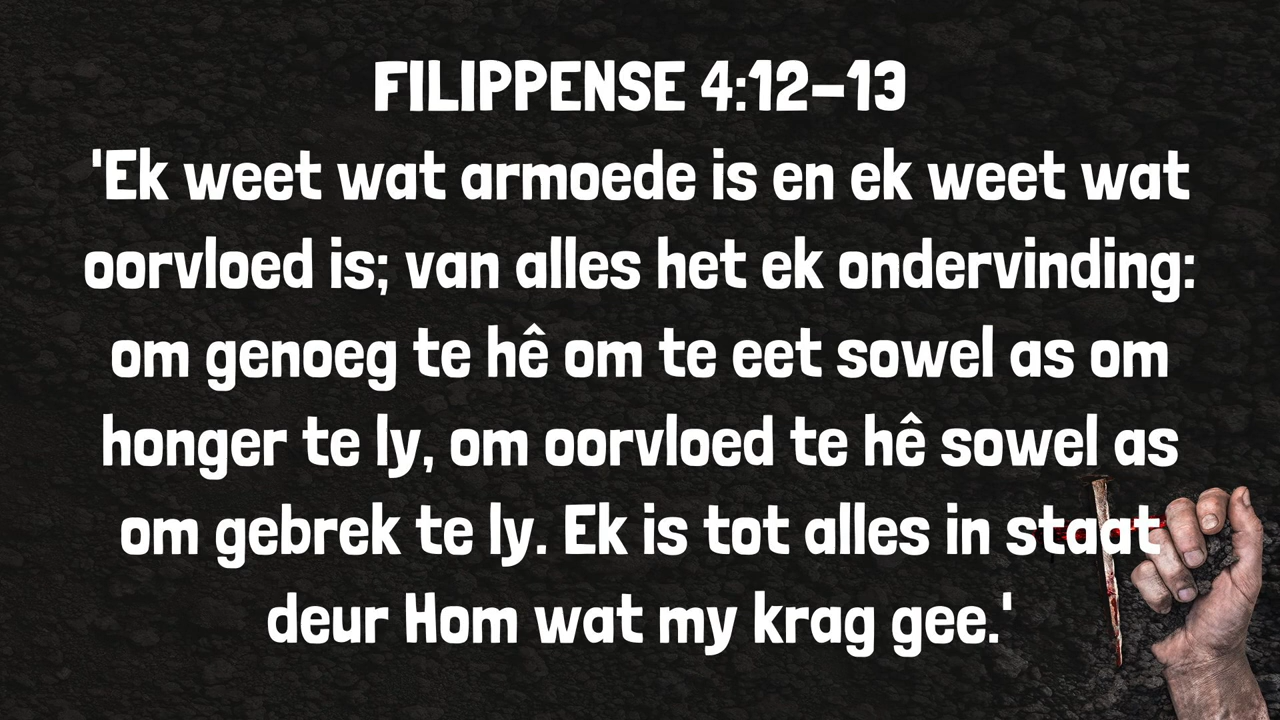 FILIPPENSE 4:12–13
'Ek weet wat armoede is en ek weet wat
oorvloed is; van alles het ek ondervinding:
om genoeg te hê om te eet sowel as om
honger te ly, om oorvloed te hê sowel as
om gebrek te ly. Ek is tot alles in staat
deur Hom wat my krag gee.'